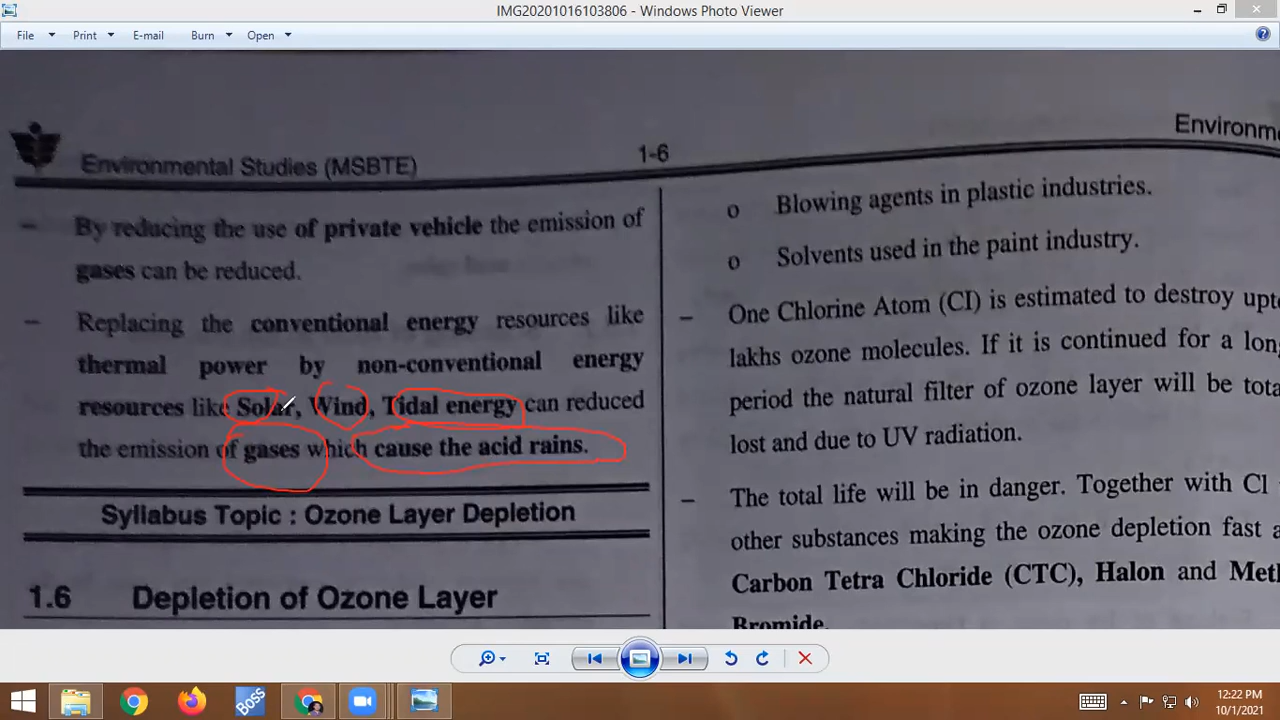 IMG20201016103806 - Windows Photo Viewer
File Print E-mail Burn Open
Environmental Studies (MSBTE)
1-6
Environm
– By reducing the use of private vehicle the emission of
gases can be reduced.
– Replacing the conventional energy resources like
thermal power by non-conventional energy
resources like Solar, Wind, Tidal energy can reduced
the emission of gases which cause the acid rains.
Syllabus Topic : Ozone Layer Depletion
1.6 Depletion of Ozone Layer
o Blowing agents in plastic industries.
o Solvents used in the paint industry.
– One Chlorine Atom (CI) is estimated to destroy upt
lakhs ozone molecules. If it is continued for a lon
period the natural filter of ozone layer will be tota
lost and due to UV radiation.
– The total life will be in danger. Together with Cl
other substances making the ozone depletion fast a
Carbon Tetra Chloride (CTC), Halon and Met
Bromide.
BOSS
12:22 PM
10/1/2021